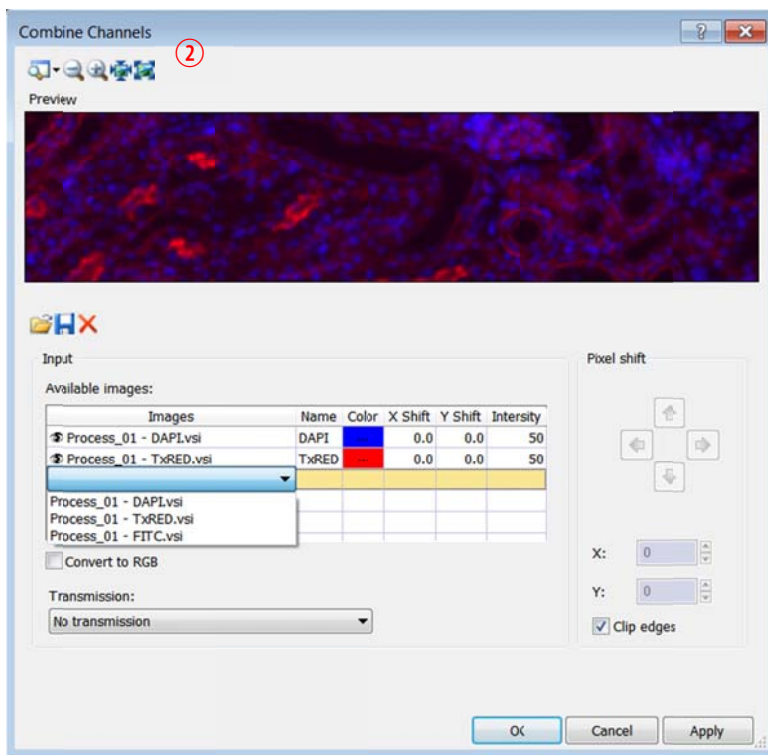 Combine Channels
②
Preview
Input
Pixel shift
Available images:
Images Name Color X Shift Y Shift Intersity
Process_01 - DAPI.vsi DAPI ... 0.0 0.0 50
Process_01 - TxRED.vsi TxRED ... 0.0 0.0 50
Process_01 - DAPI.vsi
Process_01 - TxRED.vsi
Process_01 - FITC.vsi
Convert to RGB
X: 0
Transmission:
Y: 0
No transmission
Clip edges
OK Cancel Apply